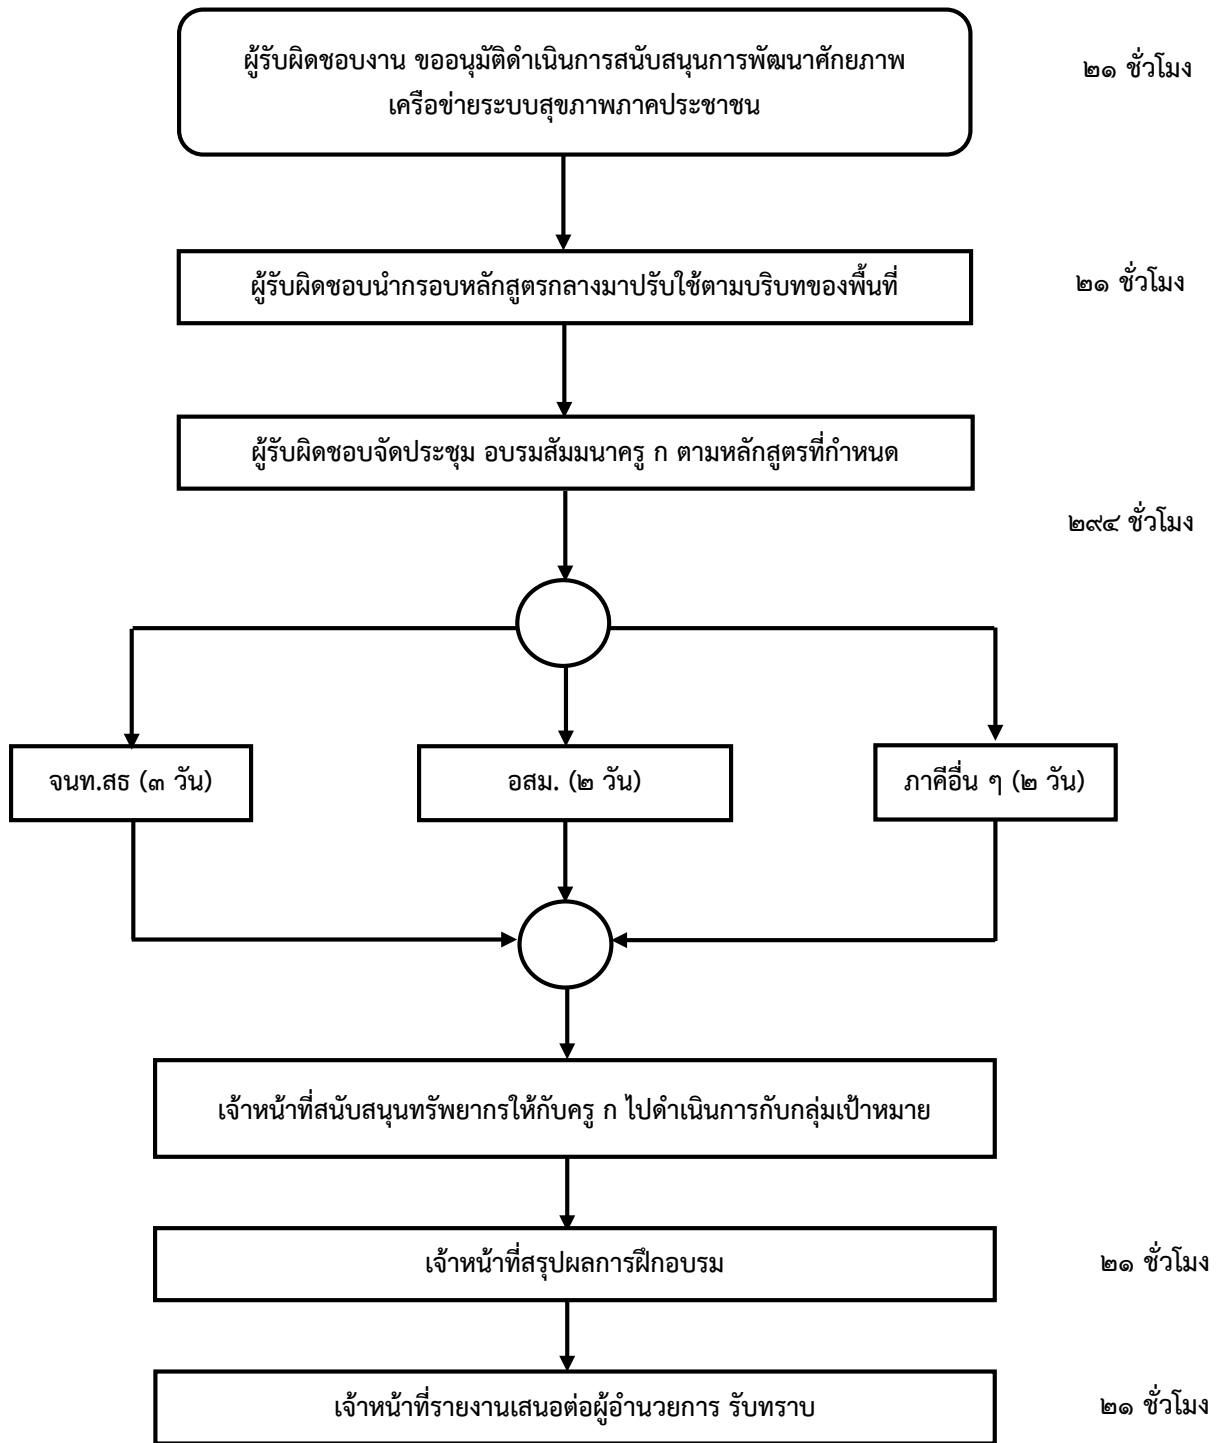 ผู้รับผิดชอบงาน ขออนุมัติดำเนินการสนับสนุนการพัฒนาศักยภาพ
เครือข่ายระบบสุขภาพภาคประชาชน
๒๑ ชั่วโมง
ผู้รับผิดชอบนำกรอบหลักสูตรกลางมาปรับใช้ตามบริบทของพื้นที่
๒๑ ชั่วโมง
ผู้รับผิดชอบจัดประชุม อบรมสัมมนาครู ก ตามหลักสูตรที่กำหนด
๒๙๔ ชั่วโมง
จนท.สธ (๓ วัน)
อสม. (๒ วัน)
ภาคีอื่น ๆ (๒ วัน)
เจ้าหน้าที่สนับสนุนทรัพยากรให้กับครู ก ไปดำเนินการกับกลุ่มเป้าหมาย
เจ้าหน้าที่สรุปผลการฝึกอบรม
๒๑ ชั่วโมง
เจ้าหน้าที่รายงานเสนอต่อผู้อำนวยการ รับทราบ
๒๑ ชั่วโมง